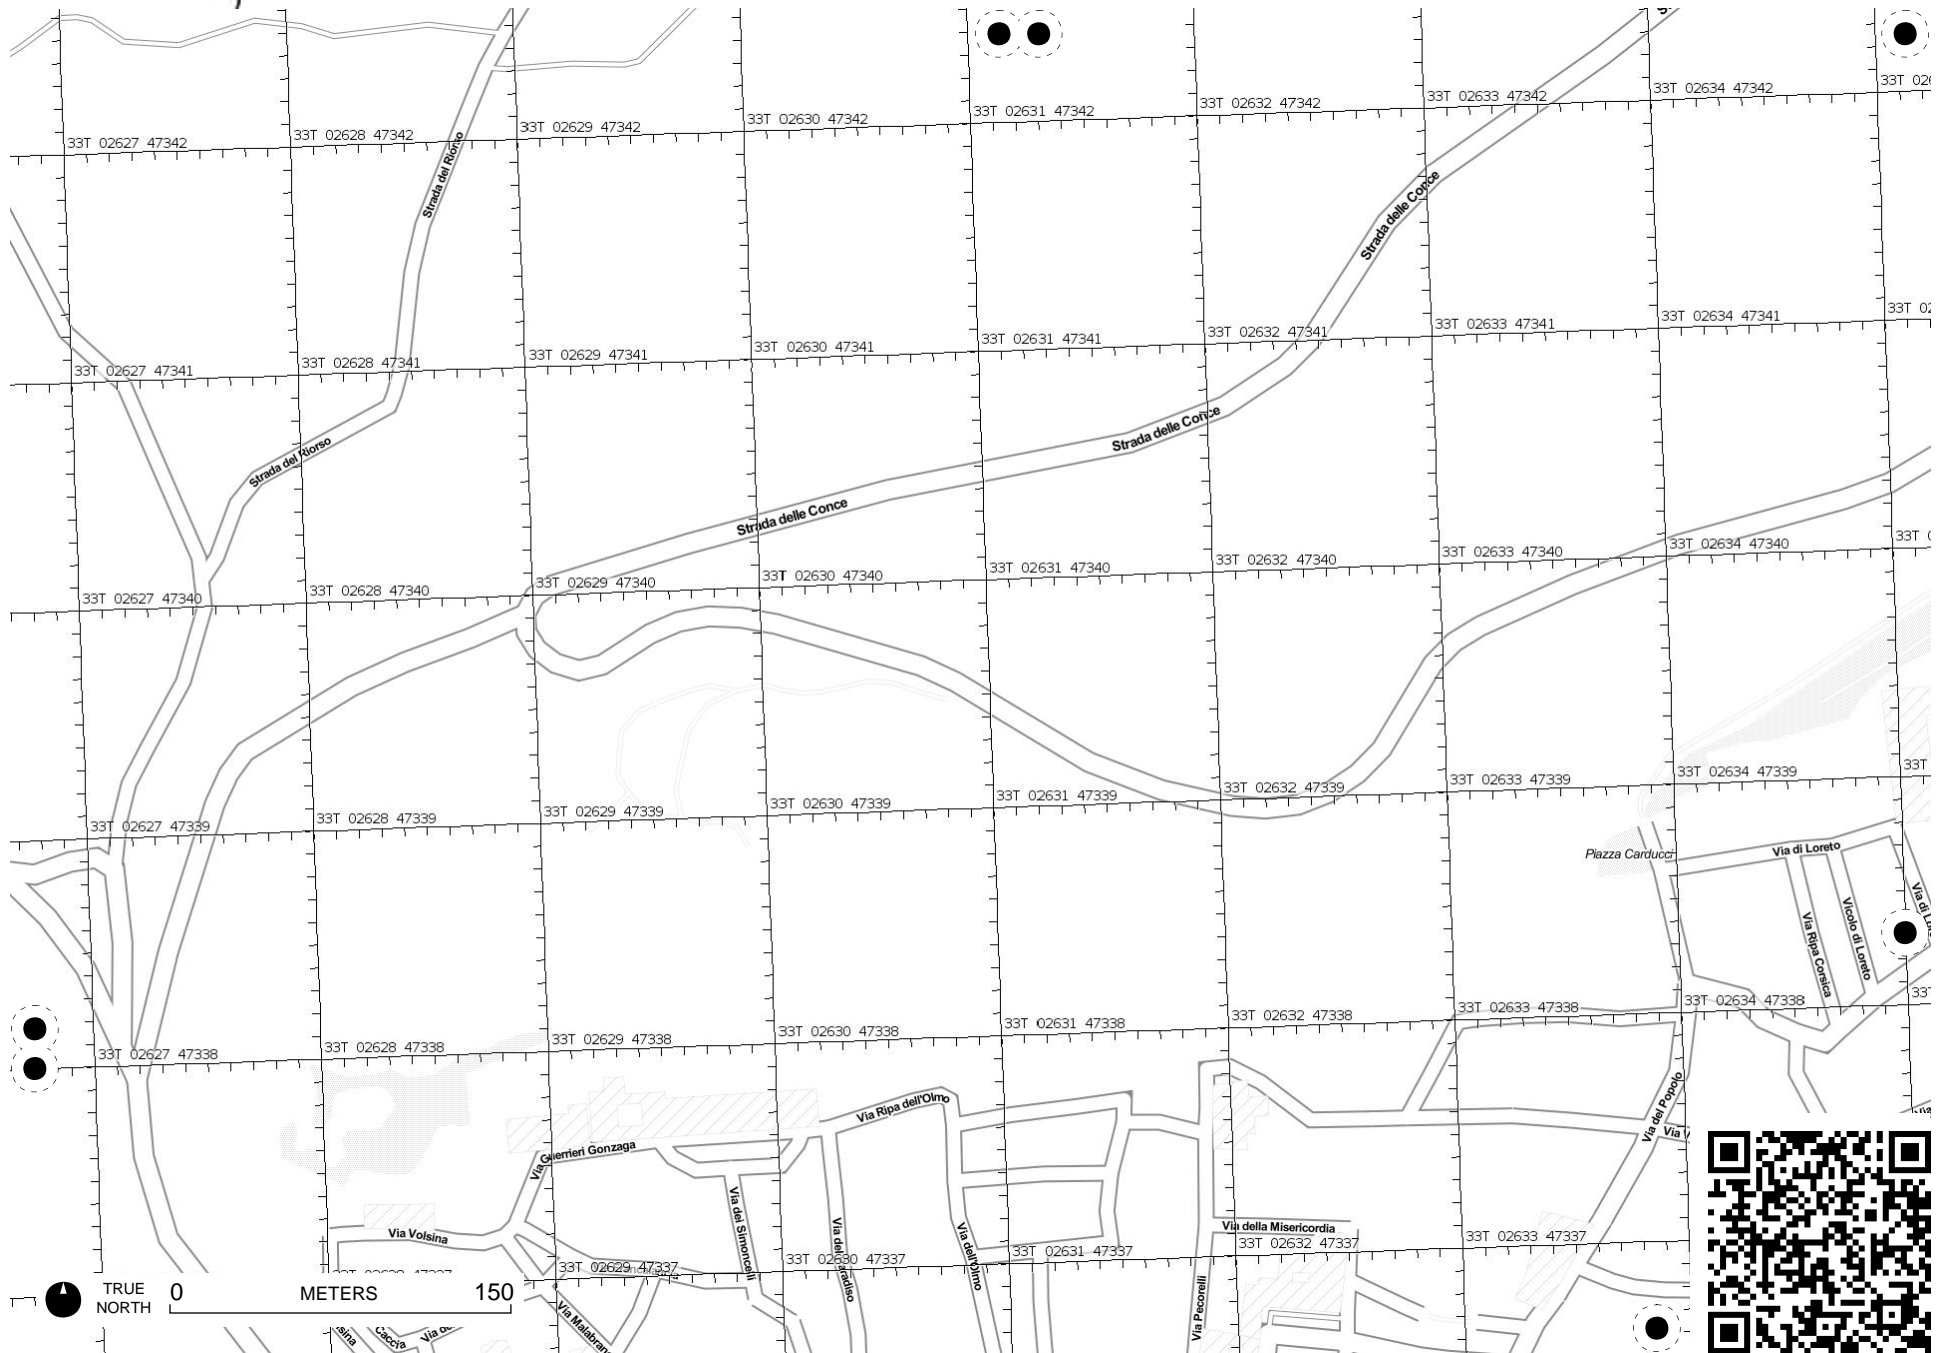 33T 02627 47342
33T 02628 47342
33T 02629 47342
33T 02630 47342
33T 02631 47342
33T 02632 47342
33T 02633 47342
33T 02634 47342
Strada del Riorso
Strada delle Conce
33T 02627 47341
33T 02628 47341
33T 02629 47341
33T 02630 47341
33T 02631 47341
33T 02632 47341
33T 02633 47341
33T 02634 47341
Strada del Riorso
Strada delle Conce
Strada delle Conce
33T 02627 47340
33T 02628 47340
33T 02629 47340
33T 02630 47340
33T 02631 47340
33T 02632 47340
33T 02633 47340
33T 02634 47340
33T 02627 47339
33T 02628 47339
33T 02629 47339
33T 02630 47339
33T 02631 47339
33T 02632 47339
33T 02633 47339
33T 02634 47339
33T
Piazza Carducci
Via di Loreto
Via Ripa Corsica
Vicolo di Loreto
Via di
33T 02627 47338
33T 02628 47338
33T 02629 47338
33T 02630 47338
33T 02631 47338
33T 02632 47338
33T 02633 47338
33T 02634 47338
33T
Via Ripa dell'Olmo
Via Guerrieri Gonzaga
Via del Popolo
Via
Via Volsina
Via dei Simoncelli
Via del Paradiso
Via dell'Olmo
Via della Misericordia
33T 02629 47337
33T 02630 47337
33T 02631 47337
33T 02632 47337
33T 02633 47337
Via Pecorelli
TRUE NORTH
0 METERS 150
Caccia